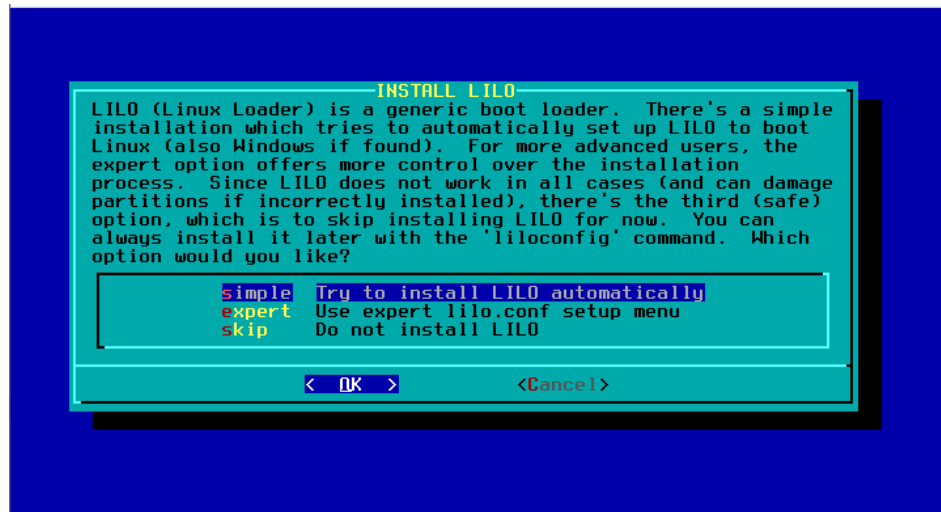 INSTALL LILO
LILO (Linux Loader) is a generic boot loader.  There's a simple
installation which tries to automatically set up LILO to boot
Linux (also Windows if found).  For more advanced users, the
expert option offers more control over the installation
process.  Since LILO does not work in all cases (and can damage
partitions if incorrectly installed), there's the third (safe)
option, which is to skip installing LILO for now.  You can
always install it later with the 'liloconfig' command.  Which
option would you like?
simple  Try to install LILO automatically
expert  Use expert lilo.conf setup menu
skip    Do not install LILO
<  OK  >          <Cancel>